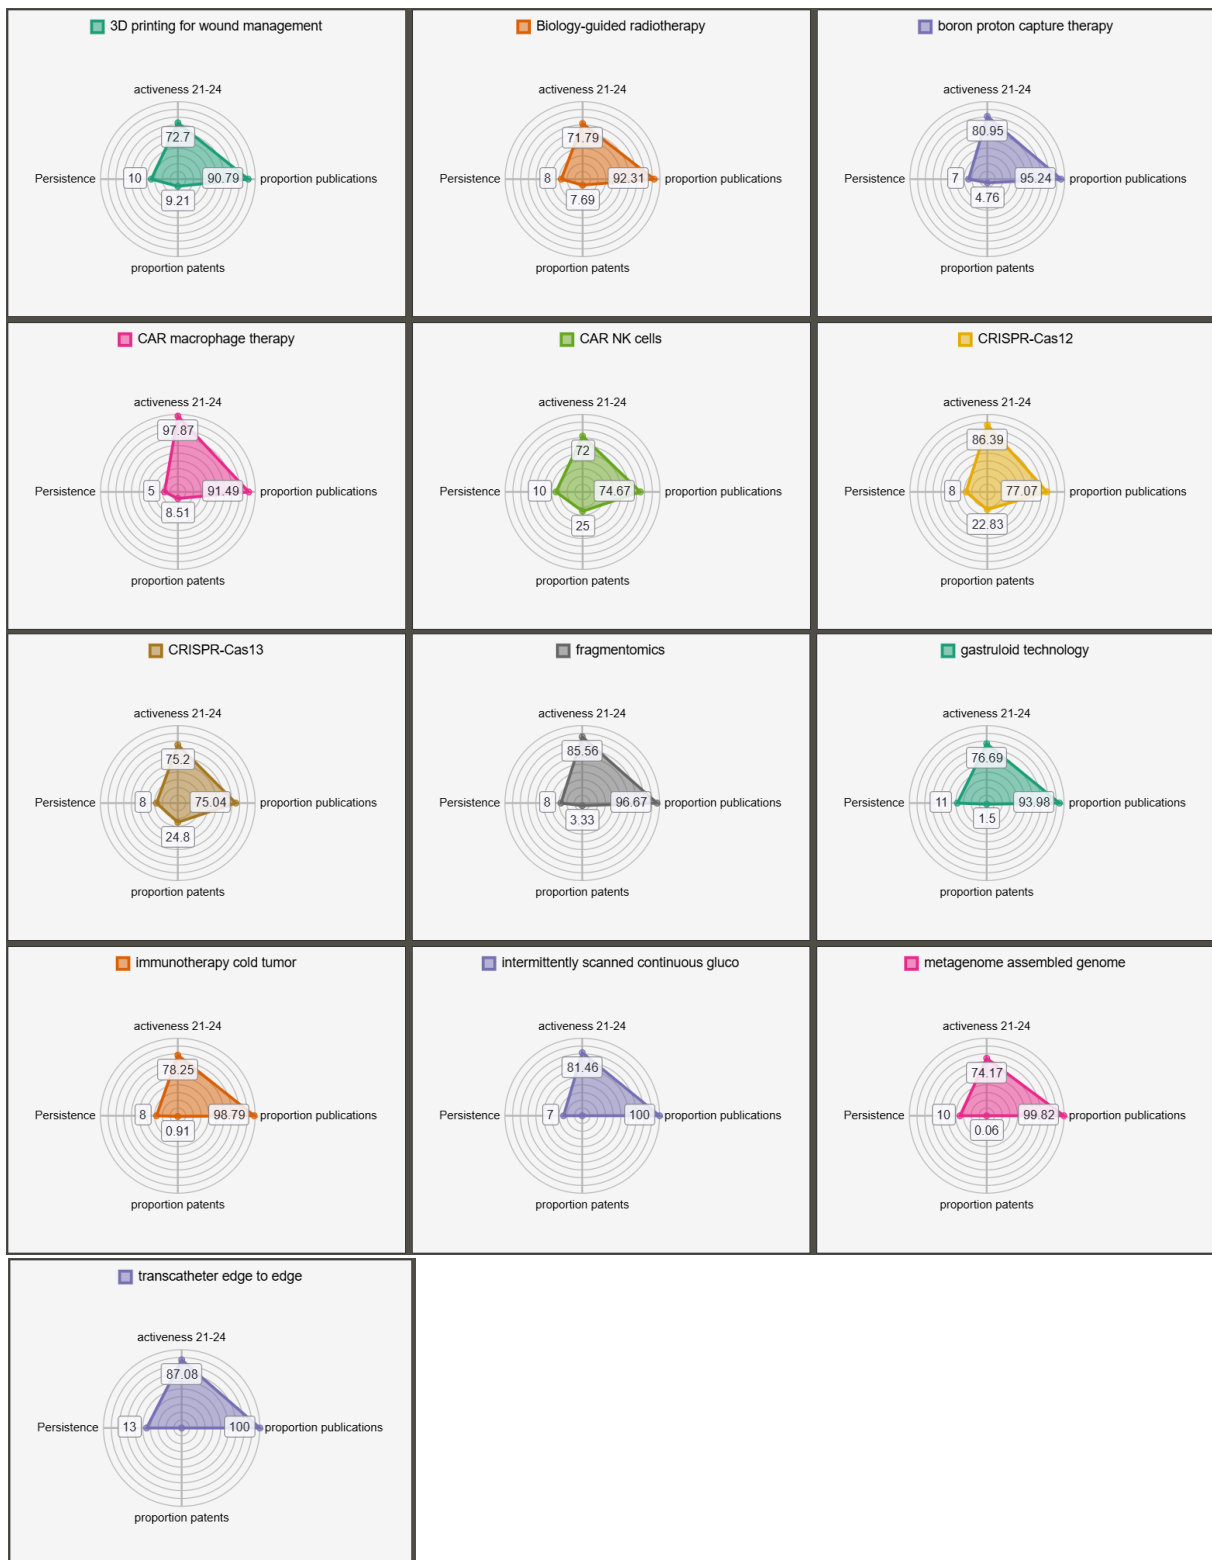 3D printing for wound management
activeness 21-24
72.7
Persistence 10 90.79 proportion publications
9.21
proportion patents
Biology-guided radiotherapy
activeness 21-24
71.79
Persistence 8 92.31 proportion publications
7.69
proportion patents
boron proton capture therapy
activeness 21-24
80.95
Persistence 7 95.24 proportion publications
4.76
proportion patents
CAR macrophage therapy
activeness 21-24
97.87
Persistence 5 91.49 proportion publications
8.51
proportion patents
CAR NK cells
activeness 21-24
72
Persistence 10 74.67 proportion publications
25
proportion patents
CRISPR-Cas12
activeness 21-24
86.39
Persistence 8 77.07 proportion publications
22.83
proportion patents
CRISPR-Cas13
activeness 21-24
75.2
Persistence 8 75.04 proportion publications
24.8
proportion patents
fragmentomics
activeness 21-24
85.56
Persistence 8 96.67 proportion publications
3.33
proportion patents
gastruloid technology
activeness 21-24
76.69
Persistence 11 93.98 proportion publications
1.5
proportion patents
immunotherapy cold tumor
activeness 21-24
78.25
Persistence 8 98.79 proportion publications
0.91
proportion patents
intermittently scanned continuous gluco
activeness 21-24
81.46
Persistence 7 100 proportion publications
proportion patents
metagenome assembled genome
activeness 21-24
74.17
Persistence 10 99.82 proportion publications
0.06
proportion patents
transcatheter edge to edge
activeness 21-24
87.08
Persistence 13 100 proportion publications
proportion patents